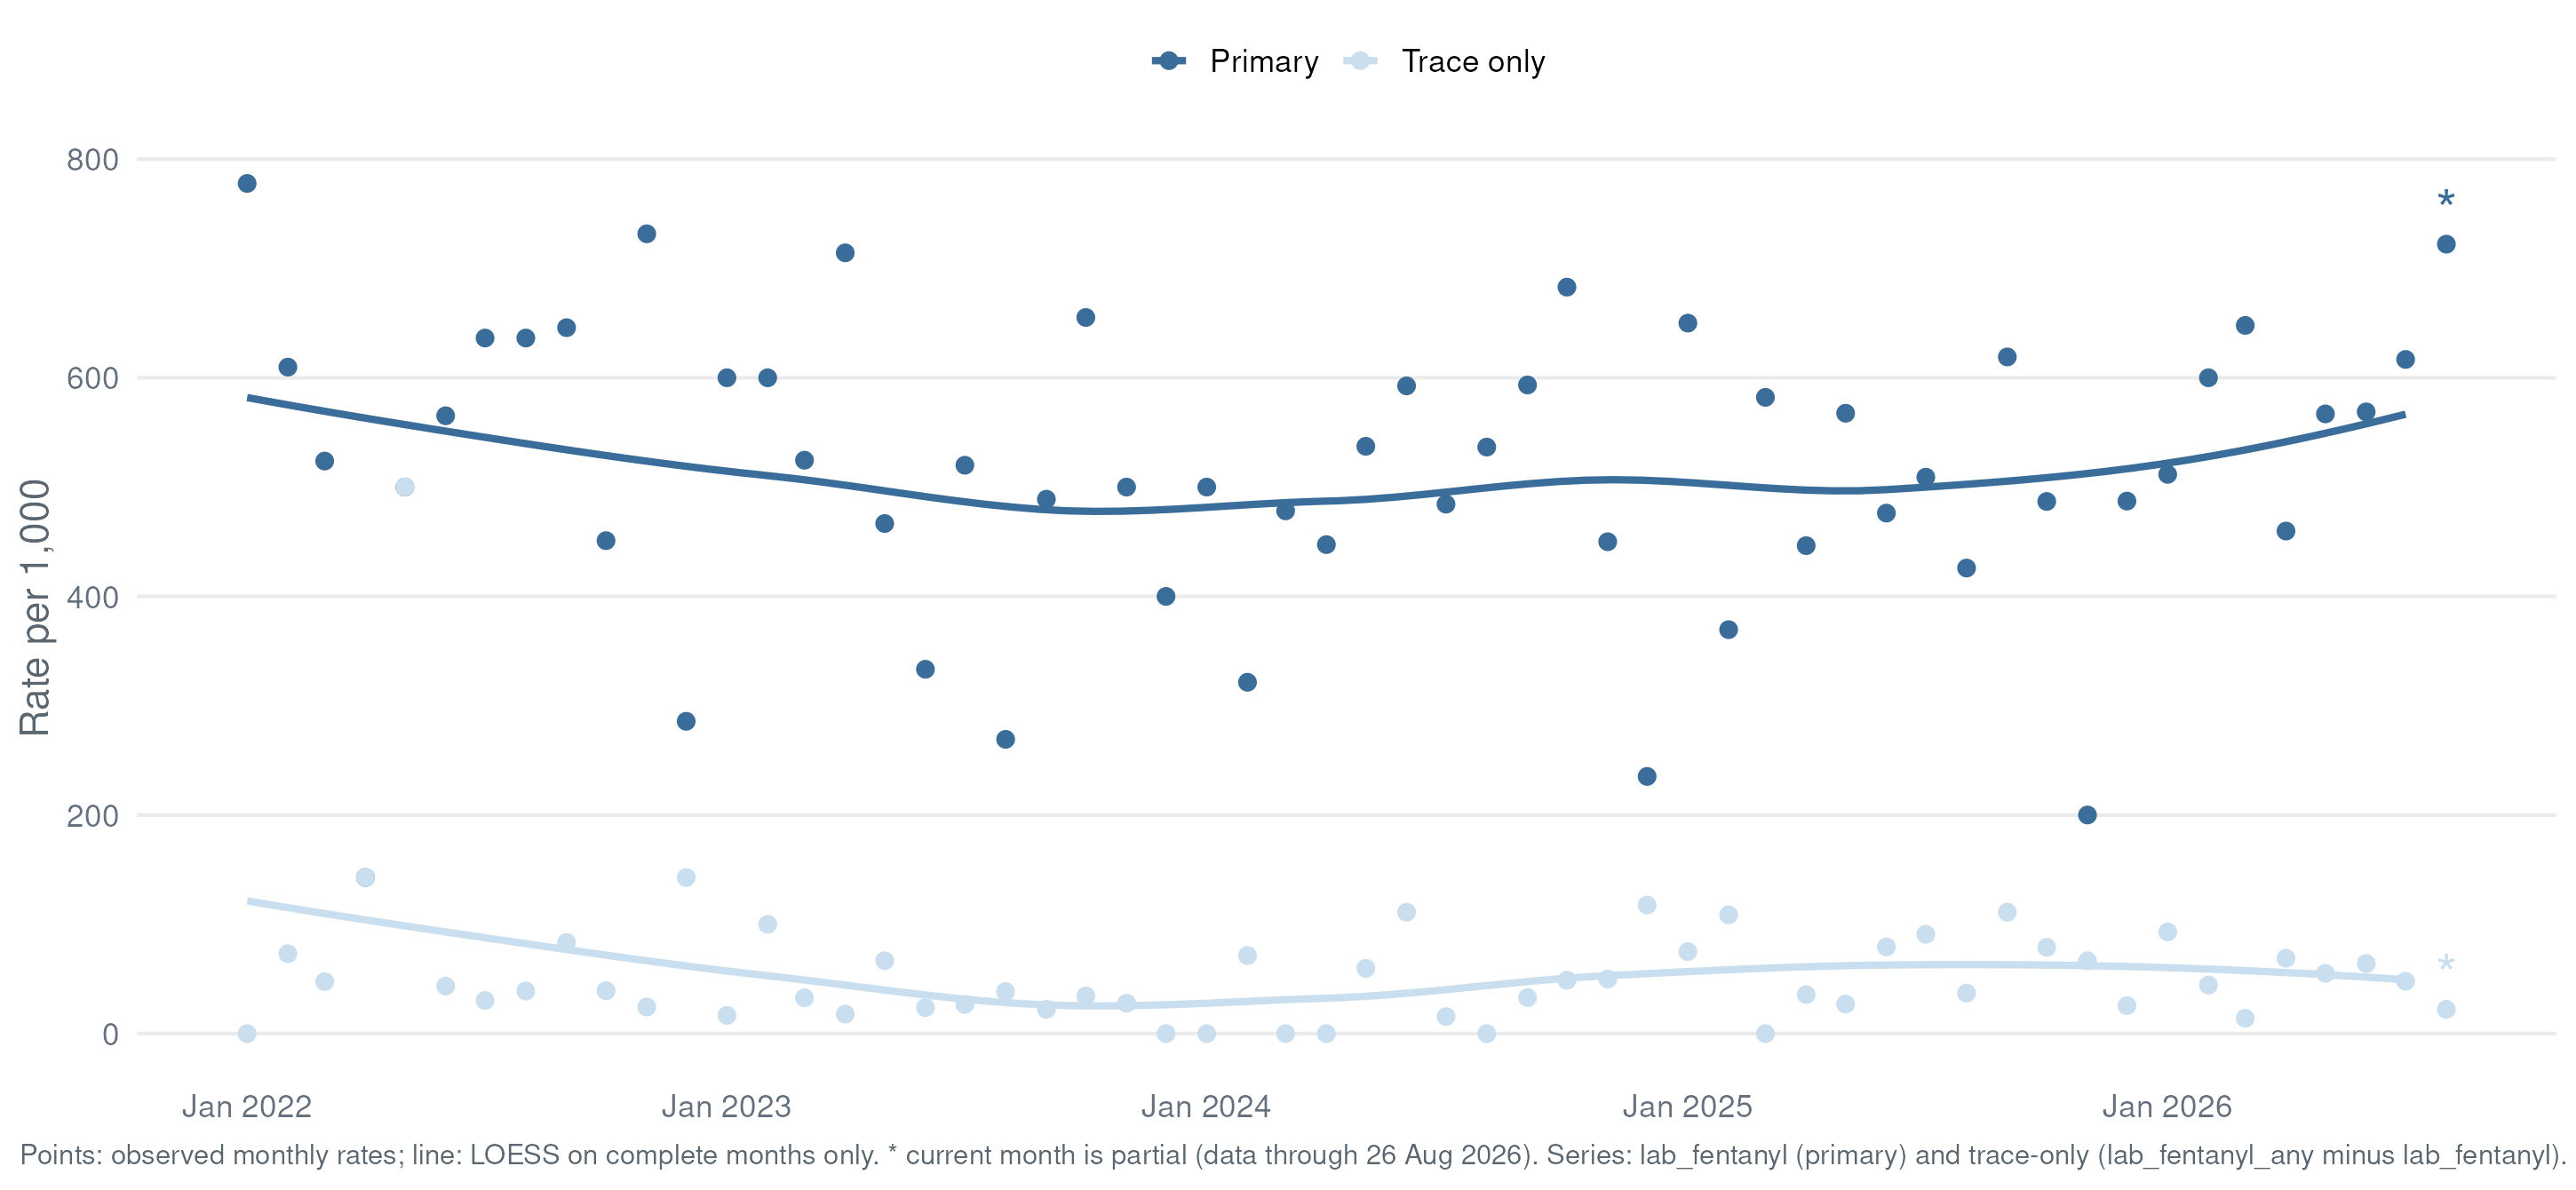 Primary
Trace only
800
600
400
200
0
Rate per 1,000
*
*
Jan 2022
Jan 2023
Jan 2024
Jan 2025
Jan 2026
Points: observed monthly rates; line: LOESS on complete months only. * current month is partial (data through 26 Aug 2026). Series: lab_fentanyl (primary) and trace-only (lab_fentanyl_any minus lab_fentanyl).